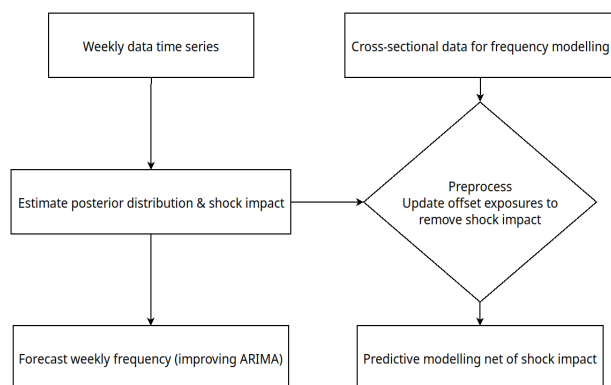 Weekly data time series
Cross-sectional data for frequency modelling
Estimate posterior distribution & shock impact
Preprocess
Update offset exposures to
remove shock impact
Forecast weekly frequency (improving ARIMA)
Predictive modelling net of shock impact